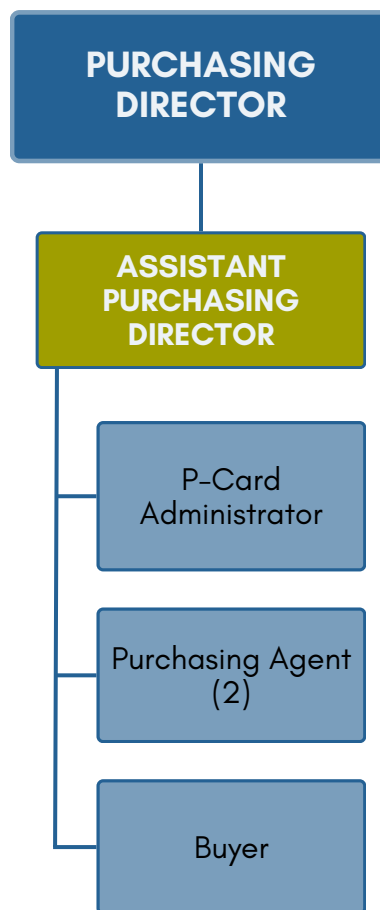 PURCHASING
DIRECTOR
ASSISTANT
PURCHASING
DIRECTOR
P-Card
Administrator
Purchasing Agent
(2)
Buyer